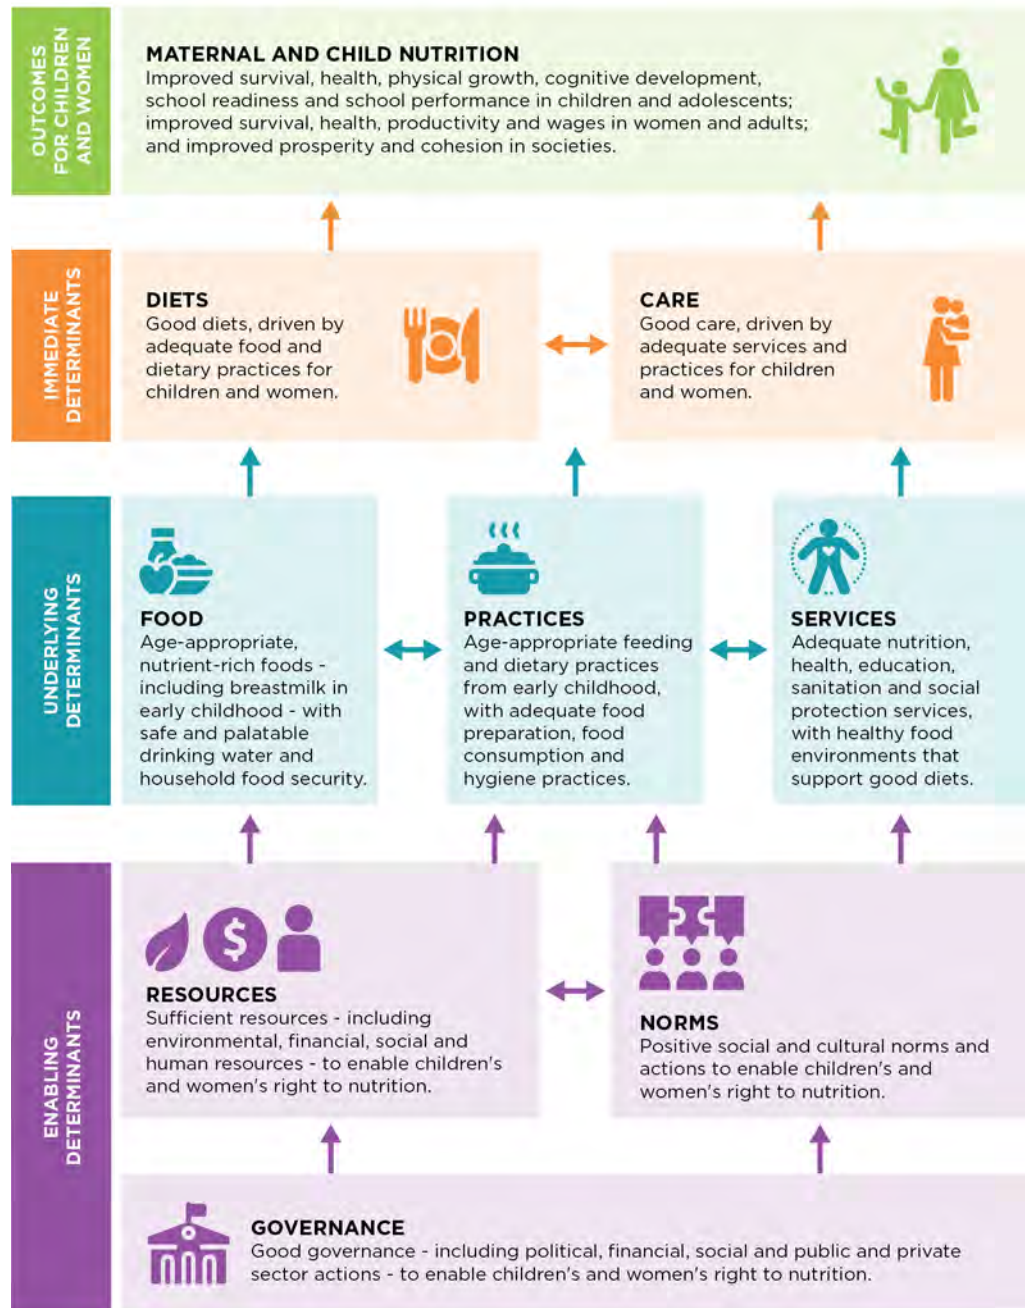 OUTCOMES
FOR CHILDREN
AND WOMEN
MATERNAL AND CHILD NUTRITION
Improved survival, health, physical growth, cognitive development,
school readiness and school performance in children and adolescents;
improved survival, health, productivity and wages in women and adults;
and improved prosperity and cohesion in societies.
IMMEDIATE
DETERMINANTS
DIETS
Good diets, driven by
adequate food and
dietary practices for
children and women.
CARE
Good care, driven by
adequate services and
practices for children
and women.
UNDERLYING
DETERMINANTS
FOOD
Age-appropriate,
nutrient-rich foods -
including breastmilk in
early childhood - with
safe and palatable
drinking water and
household food security.
PRACTICES
Age-appropriate feeding
and dietary practices
from early childhood,
with adequate food
preparation, food
consumption and
hygiene practices.
SERVICES
Adequate nutrition,
health, education,
sanitation and social
protection services,
with healthy food
environments that
support good diets.
ENABLING
DETERMINANTS
$
RESOURCES
Sufficient resources - including
environmental, financial, social and
human resources - to enable children's
and women's right to nutrition.
NORMS
Positive social and cultural norms and
actions to enable children's and
women's right to nutrition.
GOVERNANCE
Good governance - including political, financial, social and public and private
sector actions - to enable children's and women's right to nutrition.